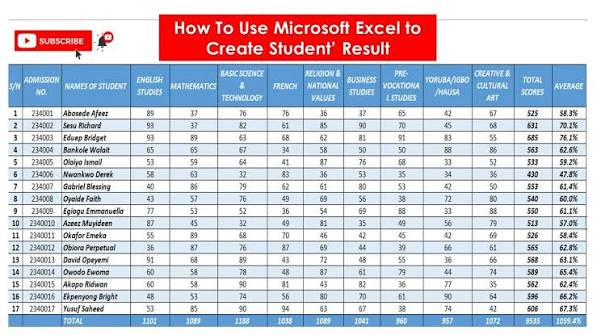 How To Use Microsoft Excel to
Create Student' Result
SUBSCRIBE
S/N ADMISSION NO. NAMES OF STUDENT ENGLISH STUDIES MATHEMATICS BASIC SCIENCE & TECHNOLOGY FRENCH RELIGION & NATIONAL VALUES BUSINESS STUDIES PRE-VOCATIONAL STUDIES YORUBA/IGBO/HAUSA CREATIVE & CULTURAL ART TOTAL SCORES AVERAGE
1 234001 Abosede Afeez 89 37 76 76 36 37 65 42 67 525 58.3%
2 234002 Sesu Richard 93 37 82 61 85 90 70 45 68 631 70.1%
3 234003 Eduep Bridget 93 89 63 68 62 81 91 83 55 685 76.1%
4 234004 Bankole Walait 65 65 67 34 58 50 50 88 86 563 62.6%
5 234005 Olaiya Ismail 53 59 64 41 87 76 68 33 52 533 59.2%
6 234006 Nwankwo Derek 58 63 32 83 36 53 35 34 36 430 47.8%
7 2340007 Gabriel Blessing 40 86 79 62 61 80 53 42 50 553 61.4%
8 234008 Oyaide Faith 43 57 76 49 69 56 38 72 80 540 60.0%
9 234009 Egiogu Emmanuella 77 53 52 36 54 69 88 33 88 550 61.1%
10 2340010 Azeez Muyideen 87 45 32 47 81 35 51 56 79 513 57.0%
11 2340011 Okafor Emeka 55 89 68 70 46 42 45 42 69 526 58.4%
12 2340012 Obiora Perpetual 36 87 76 87 69 44 39 66 61 565 62.8%
13 2340013 David Opeyemi 91 68 89 43 72 48 55 36 66 568 63.1%
14 2340014 Owodo Ewoma 60 58 78 48 87 61 79 44 74 589 65.4%
15 2340015 Akapo Ridwan 60 58 90 81 43 82 36 77 35 562 62.4%
16 2340016 Ekpenyong Bright 48 53 74 56 80 70 61 90 64 596 66.2%
17 2340017 Yusuf Saheed 53 85 90 94 63 67 38 74 42 606 67.3%
TOTAL 1101 1089 1188 1038 1089 1041 960 957 1072 9535 1059.4%